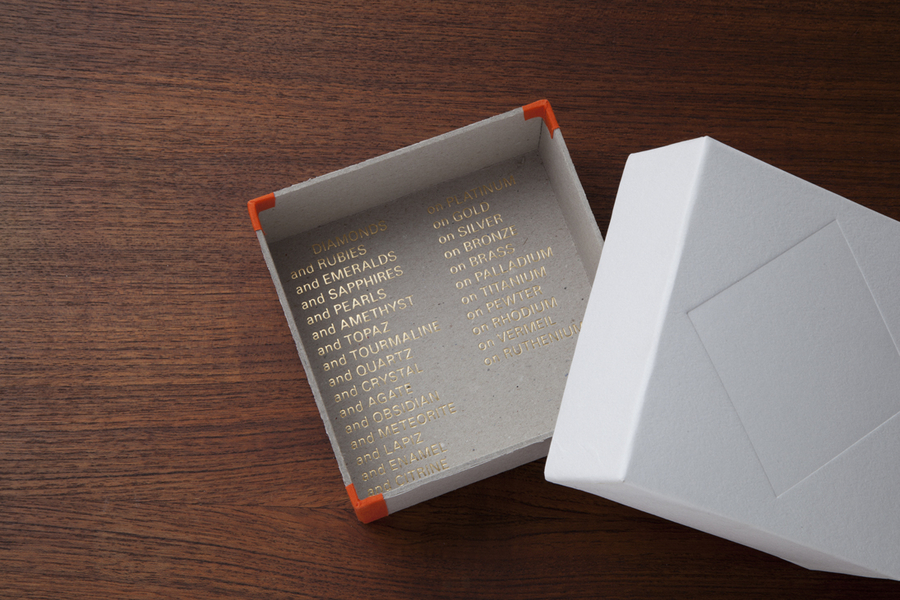 DIAMONDS
and RUBIES
and EMERALDS
and SAPPHIRES
and PEARLS
and AMETHYST
and TOPAZ
and TOURMALINE
and QUARTZ
and CRYSTAL
and AGATE
and OBSIDIAN
and METEORITE
and LAPIZ
and ENAMEL
and CITRINE
on PLATINUM
on GOLD
on SILVER
on BRONZE
on BRASS
on PALLADIUM
on TITANIUM
on PEWTER
on RHODIUM
on VERMEIL
on RUTHENIUM